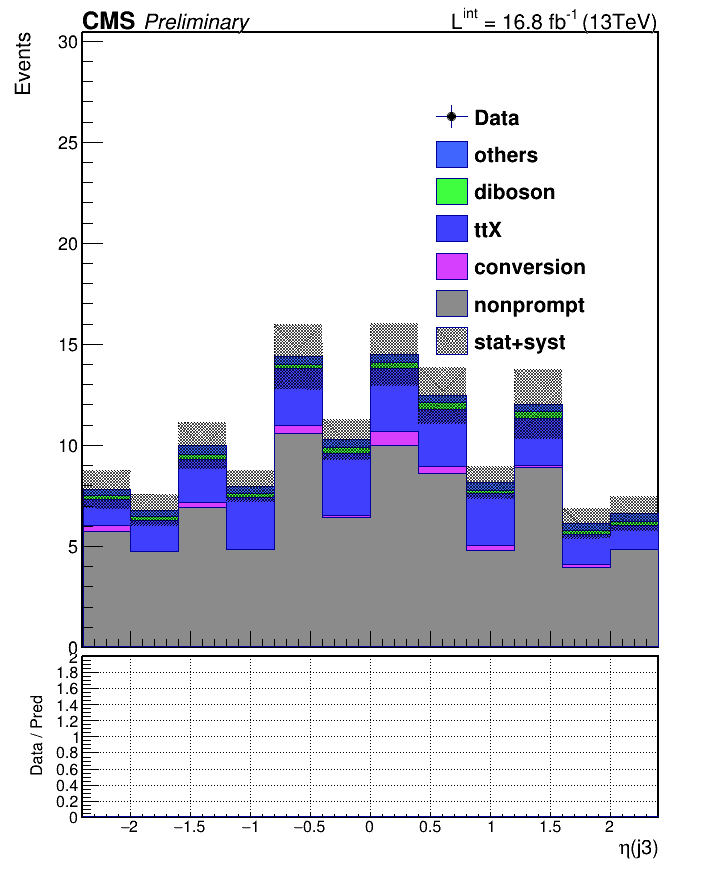 CMS Preliminary
L^int = 16.8 fb^-1 (13TeV)
Events
30
25
20
15
10
5
0
Data
others
diboson
ttX
conversion
nonprompt
stat+syst
Data / Pred
2
1.8
1.6
1.4
1.2
1
0.8
0.6
0.4
0.2
0
−2
−1.5
−1
−0.5
0
0.5
1
1.5
2
η(j3)